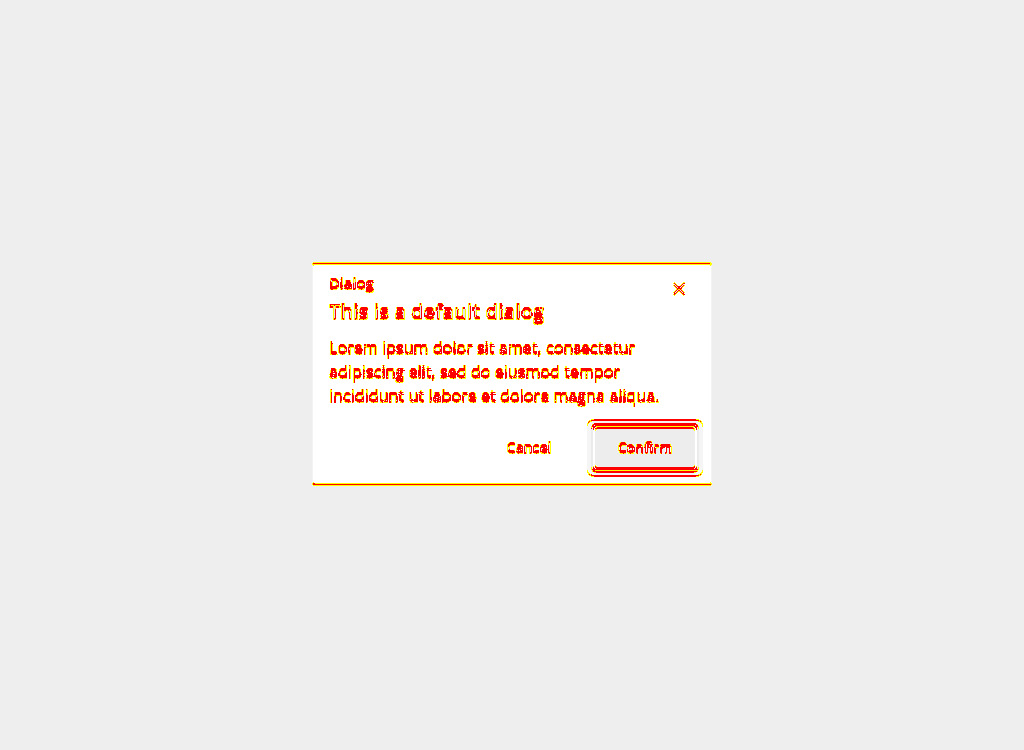 Dialog
This is a default dialog
Lorem ipsum dolor sit amet, consectetur
adipiscing elit, sed do eiusmod tempor
incididunt ut labore et dolore magna aliqua.
Cancel
Confirm